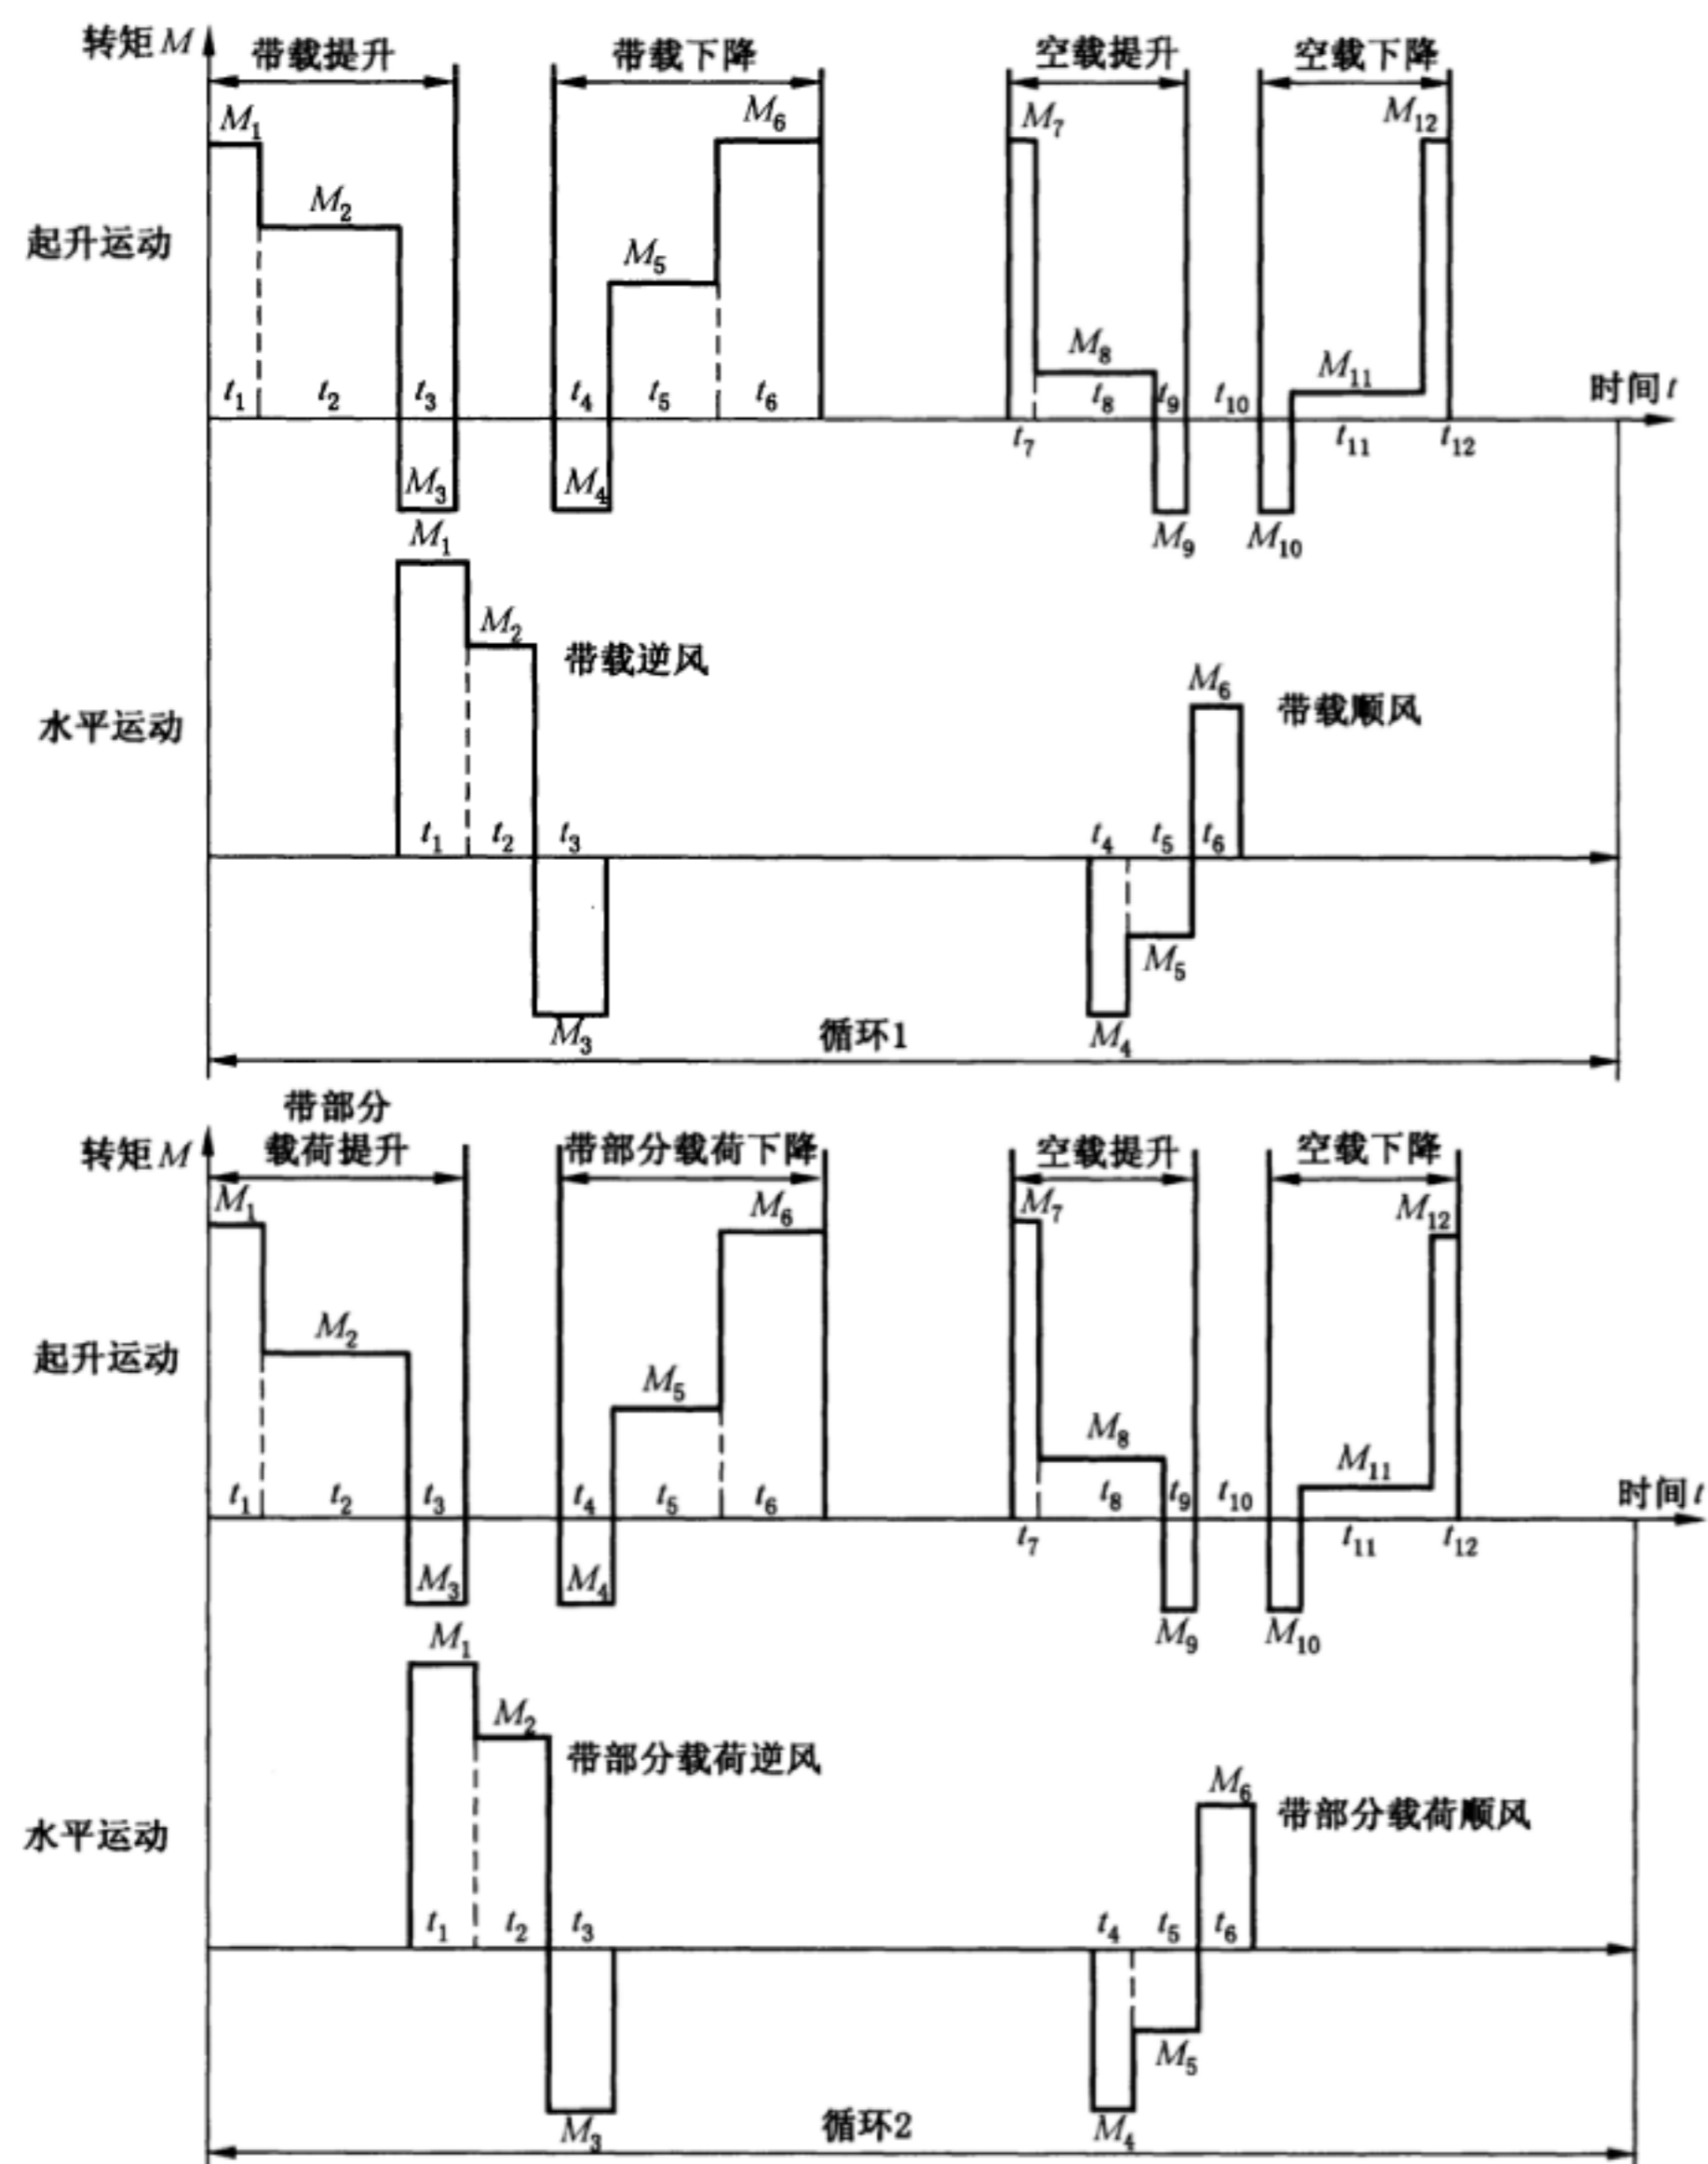 转矩M 带载提升 带载下降 空载提升 空载下降
M1 M6 M7 M12
M2
起升运动 M5
M8 M11
t1 t2 t3 t4 t5 t6 t8 t9 t10 时间t
t7 t11 t12
M3 M4
M1 M9 M10
M2 带载逆风
水平运动 M6 带载顺风
t1 t2 t3 t4 t5 t6
M5
M3 循环1 M4
带部分
转矩M 载荷提升 带部分载荷下降 空载提升 空载下降
M1 M6 M7 M12
M2
起升运动 M5
M8 M11
t1 t2 t3 t4 t5 t6 t8 t9 t10 时间t
t7 t11 t12
M3 M4
M1 M9 M10
M2 带部分载荷逆风
水平运动 M6 带部分载荷顺风
t1 t2 t3 t4 t5 t6
M5
M3 循环2 M4